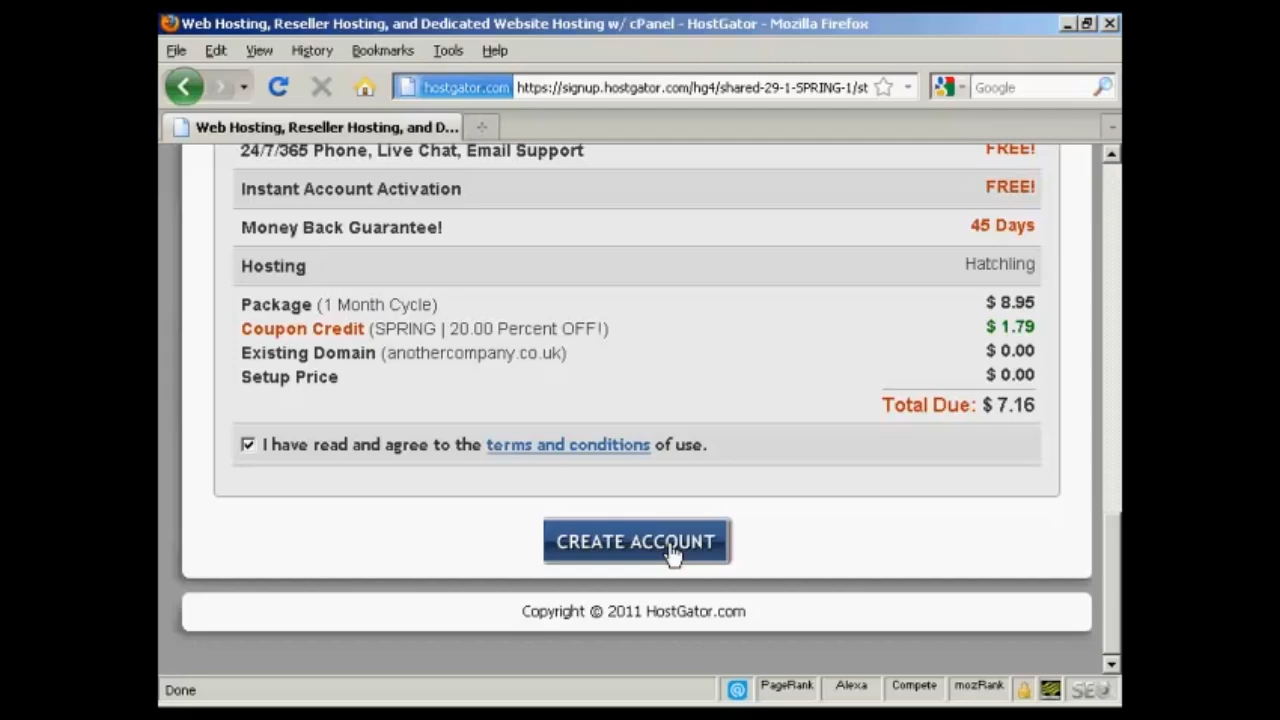 Web Hosting, Reseller Hosting, and Dedicated Website Hosting w/ cPanel - HostGator - Mozilla Firefox
File Edit View History Bookmarks Tools Help
hostgator.com https://signup.hostgator.com/hg4/shared-29-1-SPRING-1/st Google
Web Hosting, Reseller Hosting, and D...
24/7/365 Phone, Live Chat, Email Support FREE!
Instant Account Activation FREE!
Money Back Guarantee! 45 Days
Hosting Hatchling
Package (1 Month Cycle) $ 8.95
Coupon Credit (SPRING | 20.00 Percent OFF!) $ 1.79
Existing Domain (anothercompany.co.uk) $ 0.00
Setup Price $ 0.00
Total Due: $ 7.16
I have read and agree to the terms and conditions of use.
CREATE ACCOUNT
Copyright © 2011 HostGator.com
Done PageRank Alexa Compete mozRank SEO